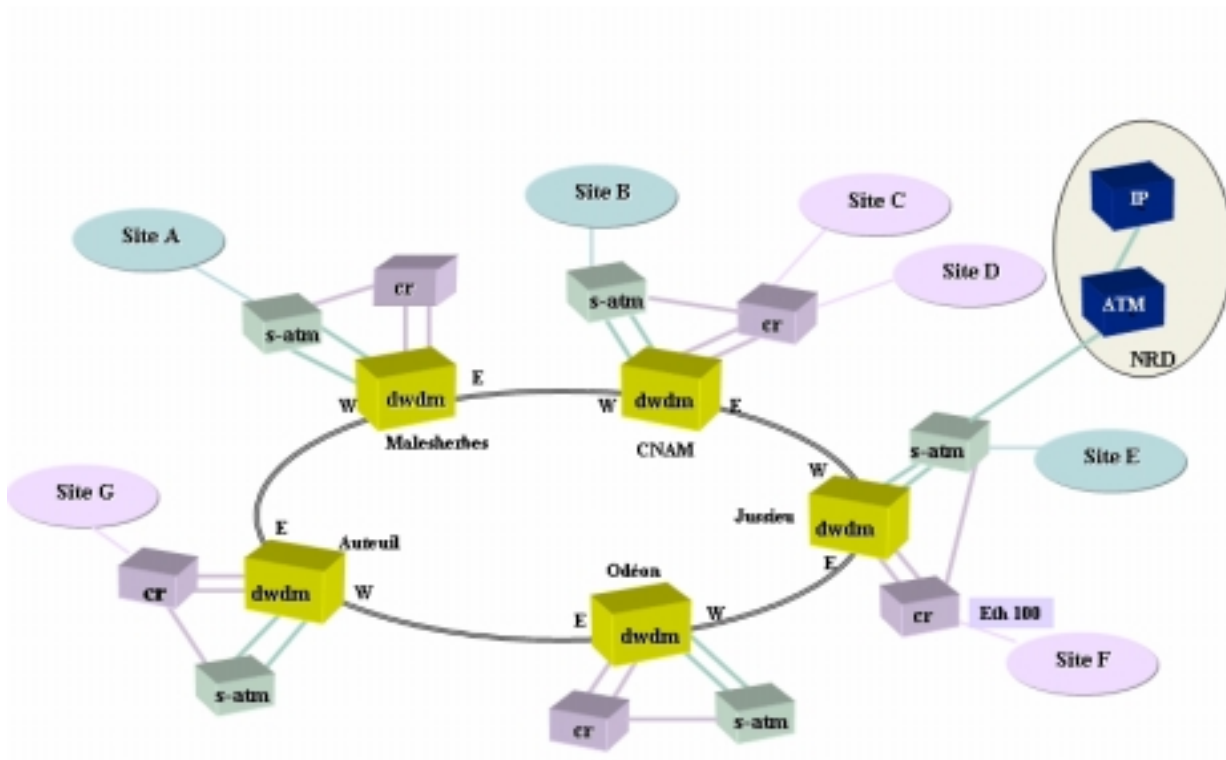 IP
Site B
Site C
Site A
Site D
cr
s-atm
ATM
s-atm
cr
NRD
E
dwdm
W
W
dwdm
E
Malesherbes
CNAM
s-atm
Site E
W
Site G
Jussieu
dwdm
E
Auteuil
E
Odéon
cr
dwdm
W
W
E
dwdm
cr
Eth 100
Site F
s-atm
cr
s-atm